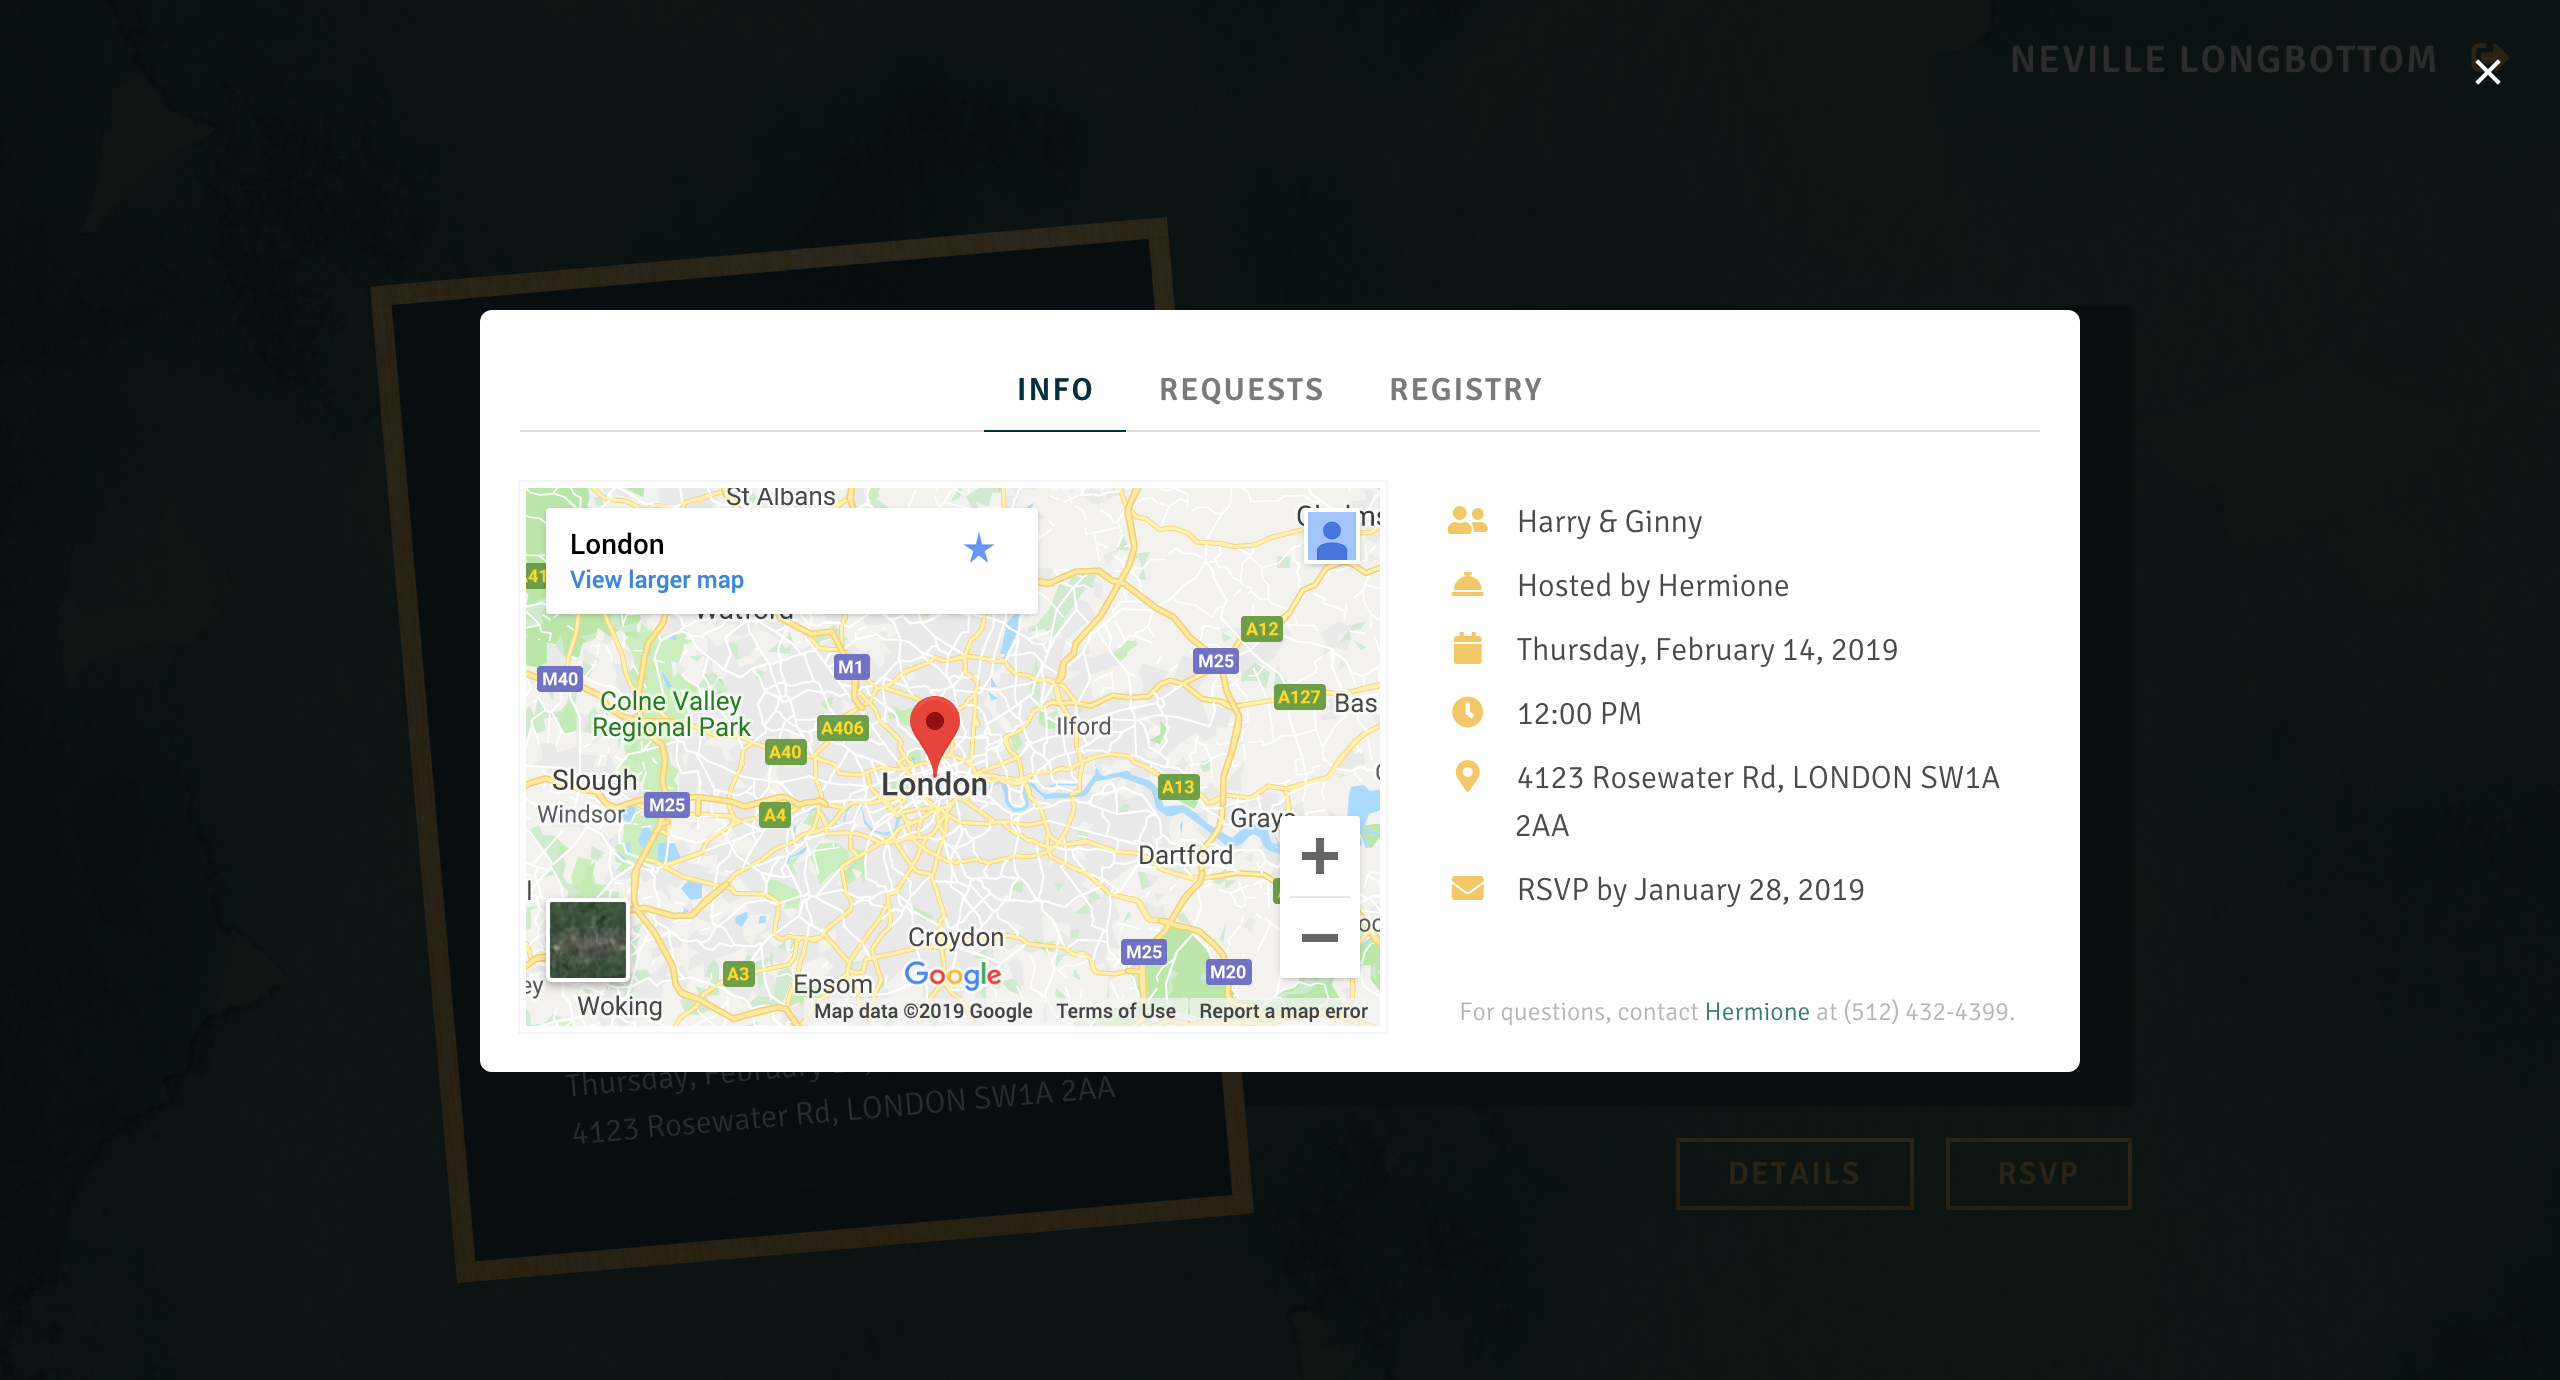 NEVILLE LONGBOTTOM
INFO
REQUESTS
REGISTRY
St Albans
London
View larger map
A12
M1
M25
M40
A127
Bas
Colne Valley
Regional Park
A406
Ilford
A40
London
Slough
M25
A13
Windsor
A4
Dartford
Croydon
M25
A3
M20
Epsom
Google
Woking
Map data ©2019 Google
Terms of Use
Report a map error
Harry & Ginny
Hosted by Hermione
Thursday, February 14, 2019
12:00 PM
4123 Rosewater Rd, LONDON SW1A
2AA
RSVP by January 28, 2019
For questions, contact Hermione at (512) 432-4399.
Thursday, February
4123 Rosewater Rd, LONDON SW1A 2AA
DETAILS
RSVP